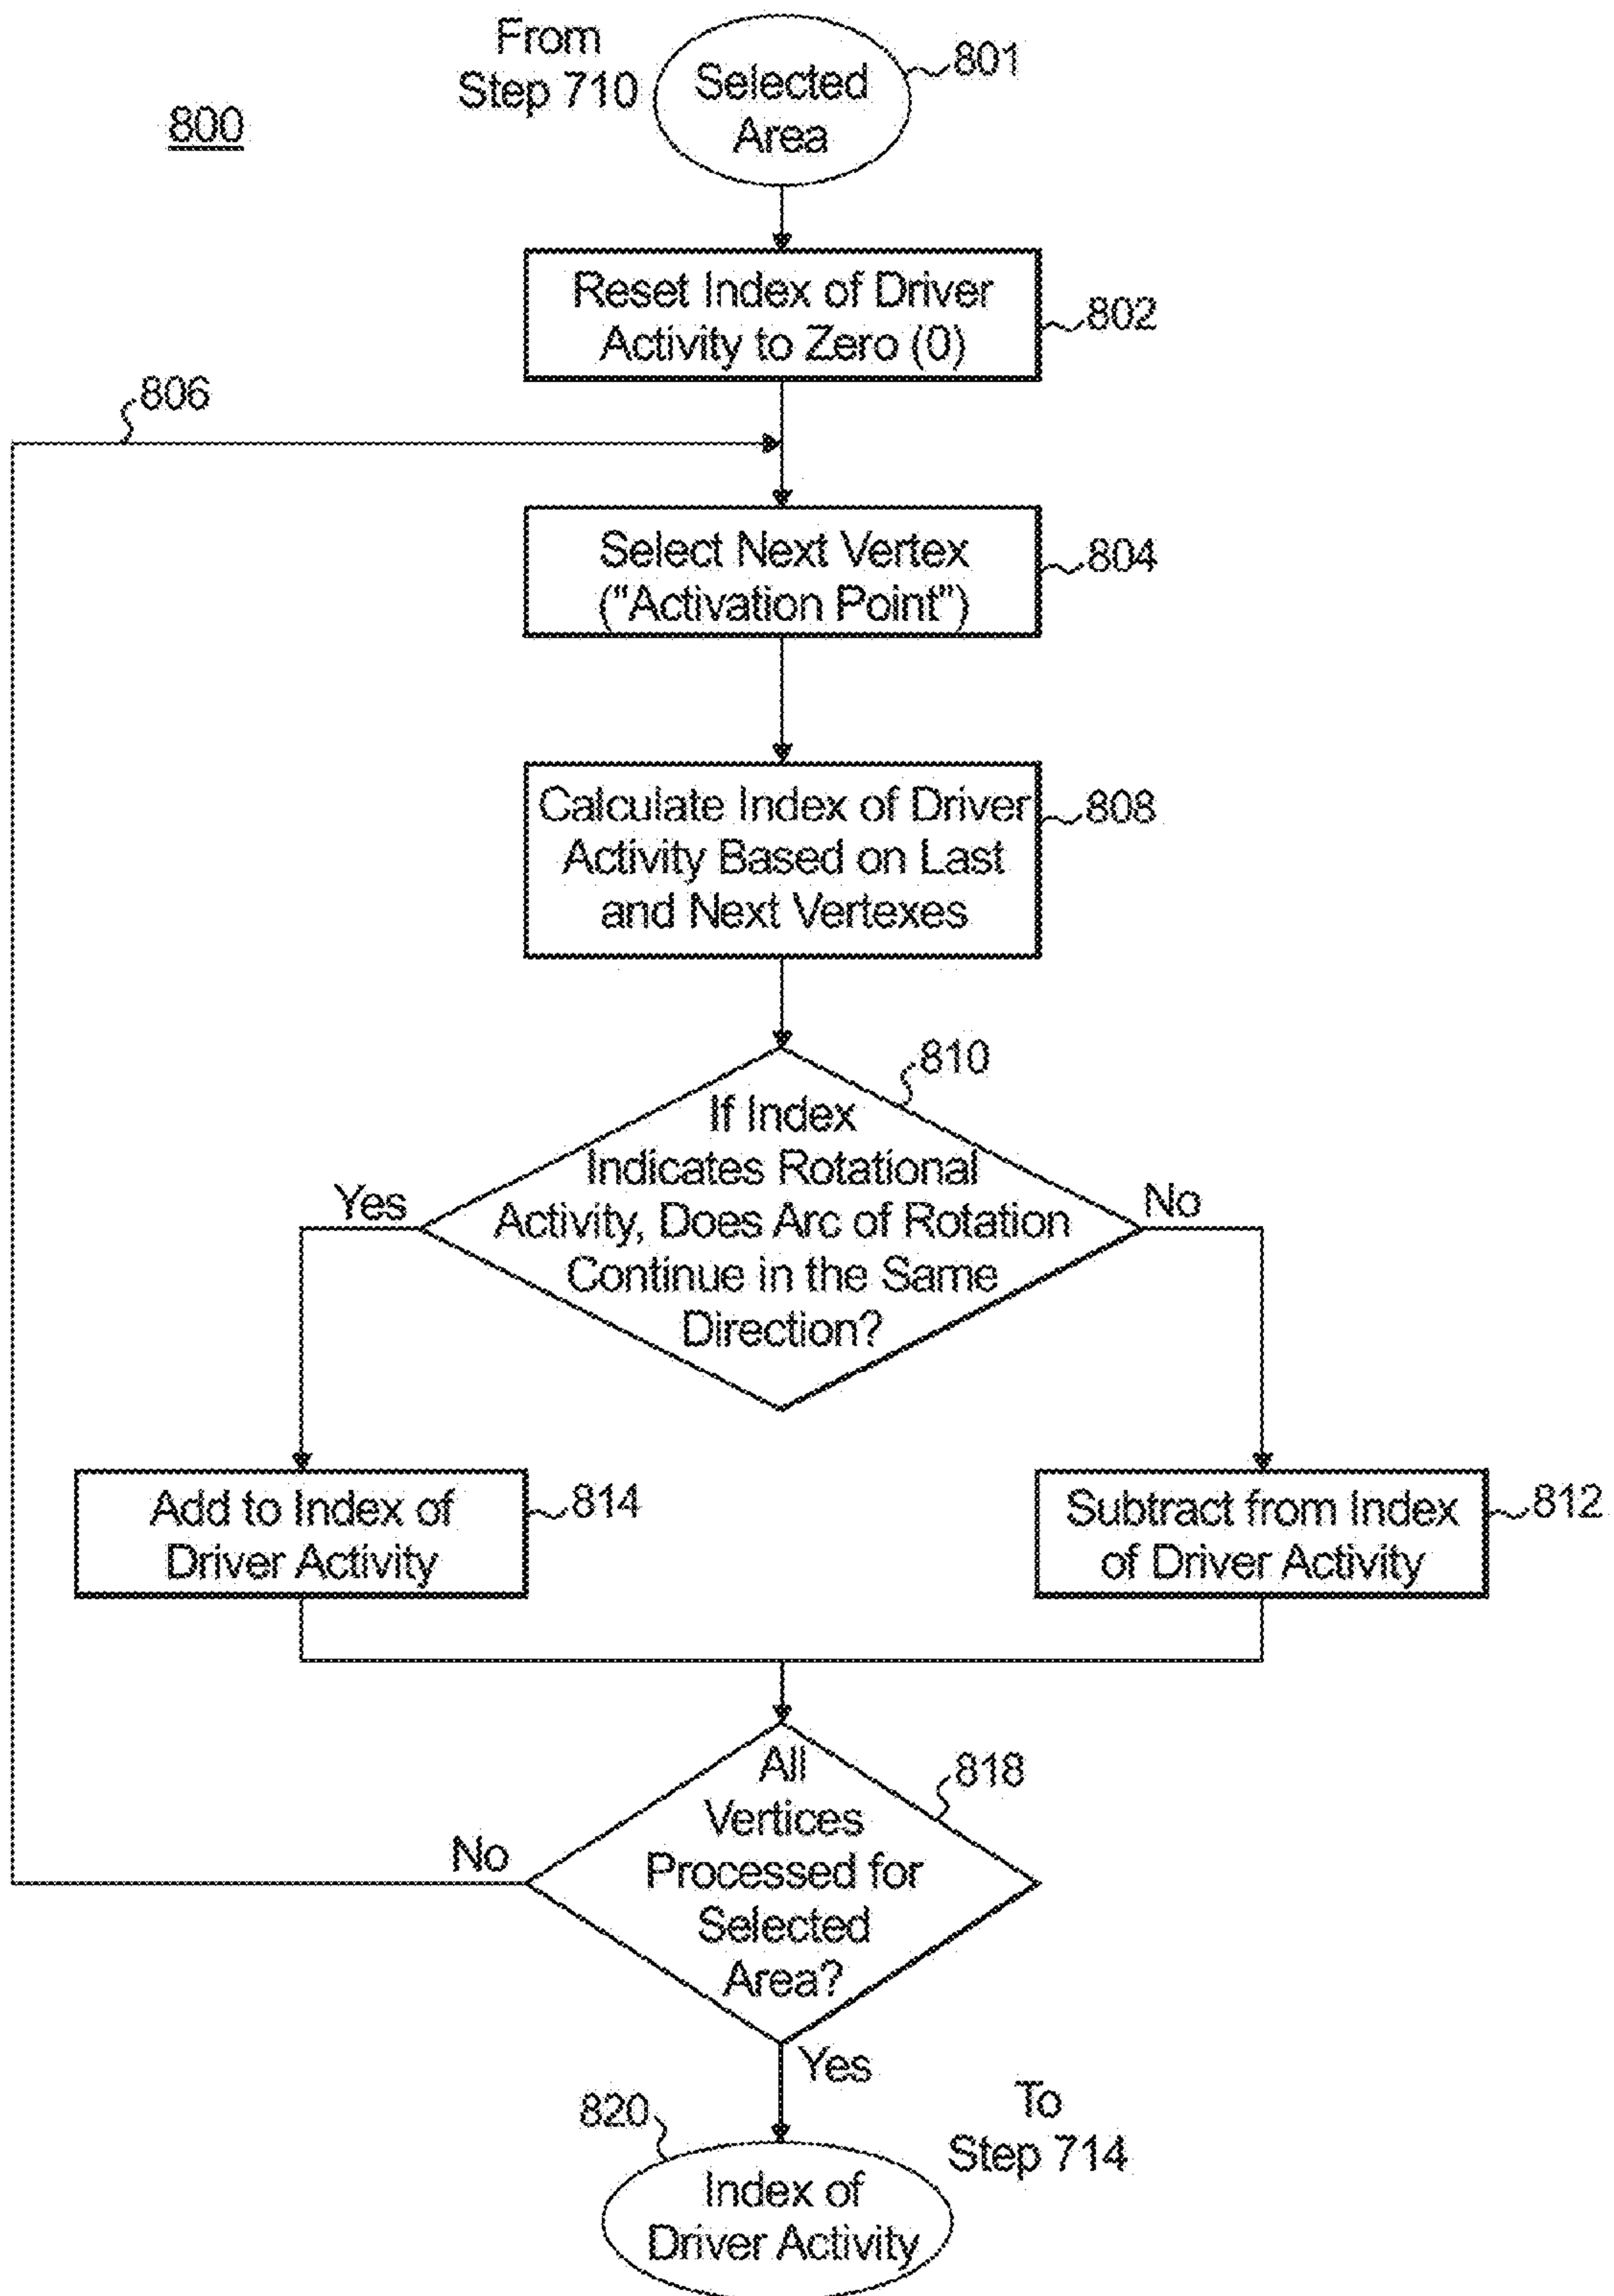 From
Step 710
Selected
Area
801
800
Reset Index of Driver
Activity to Zero (0)
802
806
Select Next Vertex
("Activation Point")
804
Calculate Index of Driver
Activity Based on Last
and Next Vertexes
808
810
If Index
Indicates Rotational
Activity, Does Arc of Rotation
Continue in the Same
Direction?
Yes
No
Add to Index of
Driver Activity
814
Subtract from Index
of Driver Activity
812
All
Vertices
Processed for
Selected
Area?
818
No
Yes
820
To
Step 714
Index of
Driver Activity